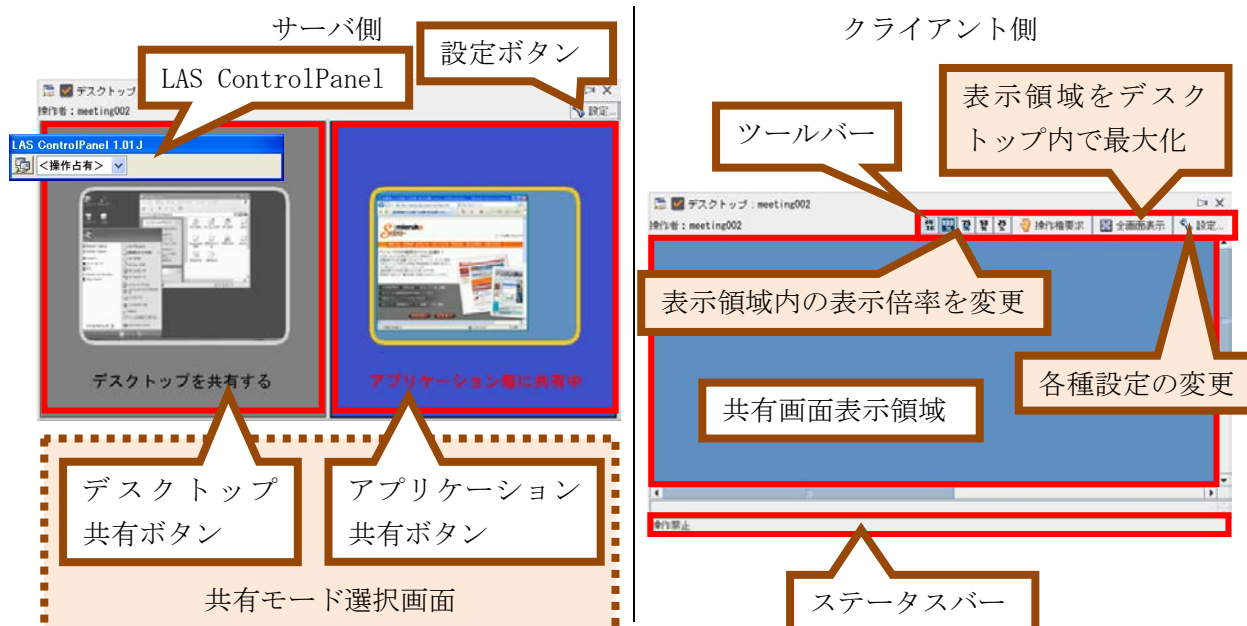 サーバ側
設定ボタン
LAS ControlPanel
デスクトップ
操作者:meeting002
設定...
LAS ControlPanel 1.01J
<操作占有>
デスクトップを共有する
アプリケーション毎に共有中
デスクトップ
共有ボタン
アプリケーション
共有ボタン
共有モード選択画面
クライアント側
表示領域をデスク
トップ内で最大化
ツールバー
デスクトップ:meeting002
操作者:meeting002
操作権要求
全画面表示
設定...
表示領域内の表示倍率を変更
各種設定の変更
共有画面表示領域
操作禁止
ステータスバー